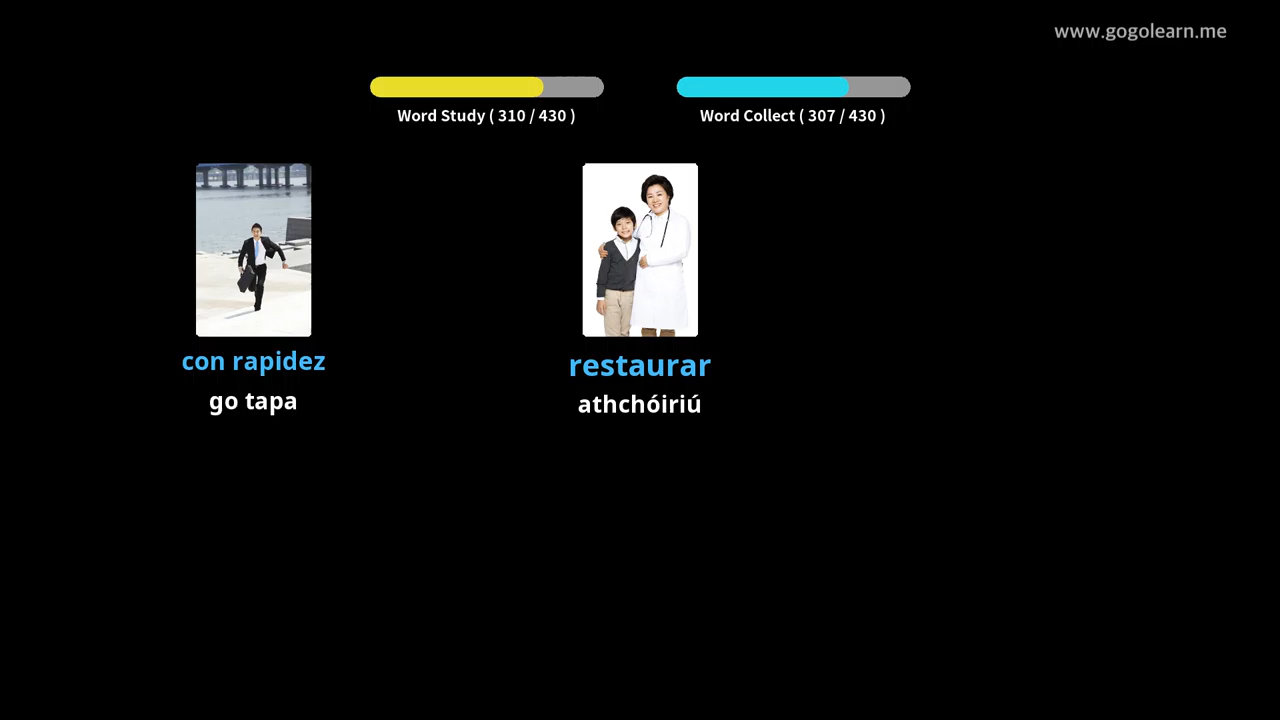 www.gogolearn.me
Word Study ( 310 / 430 )
Word Collect ( 307 / 430 )
con rapidez
go tapa
restaurar
athchóiriú